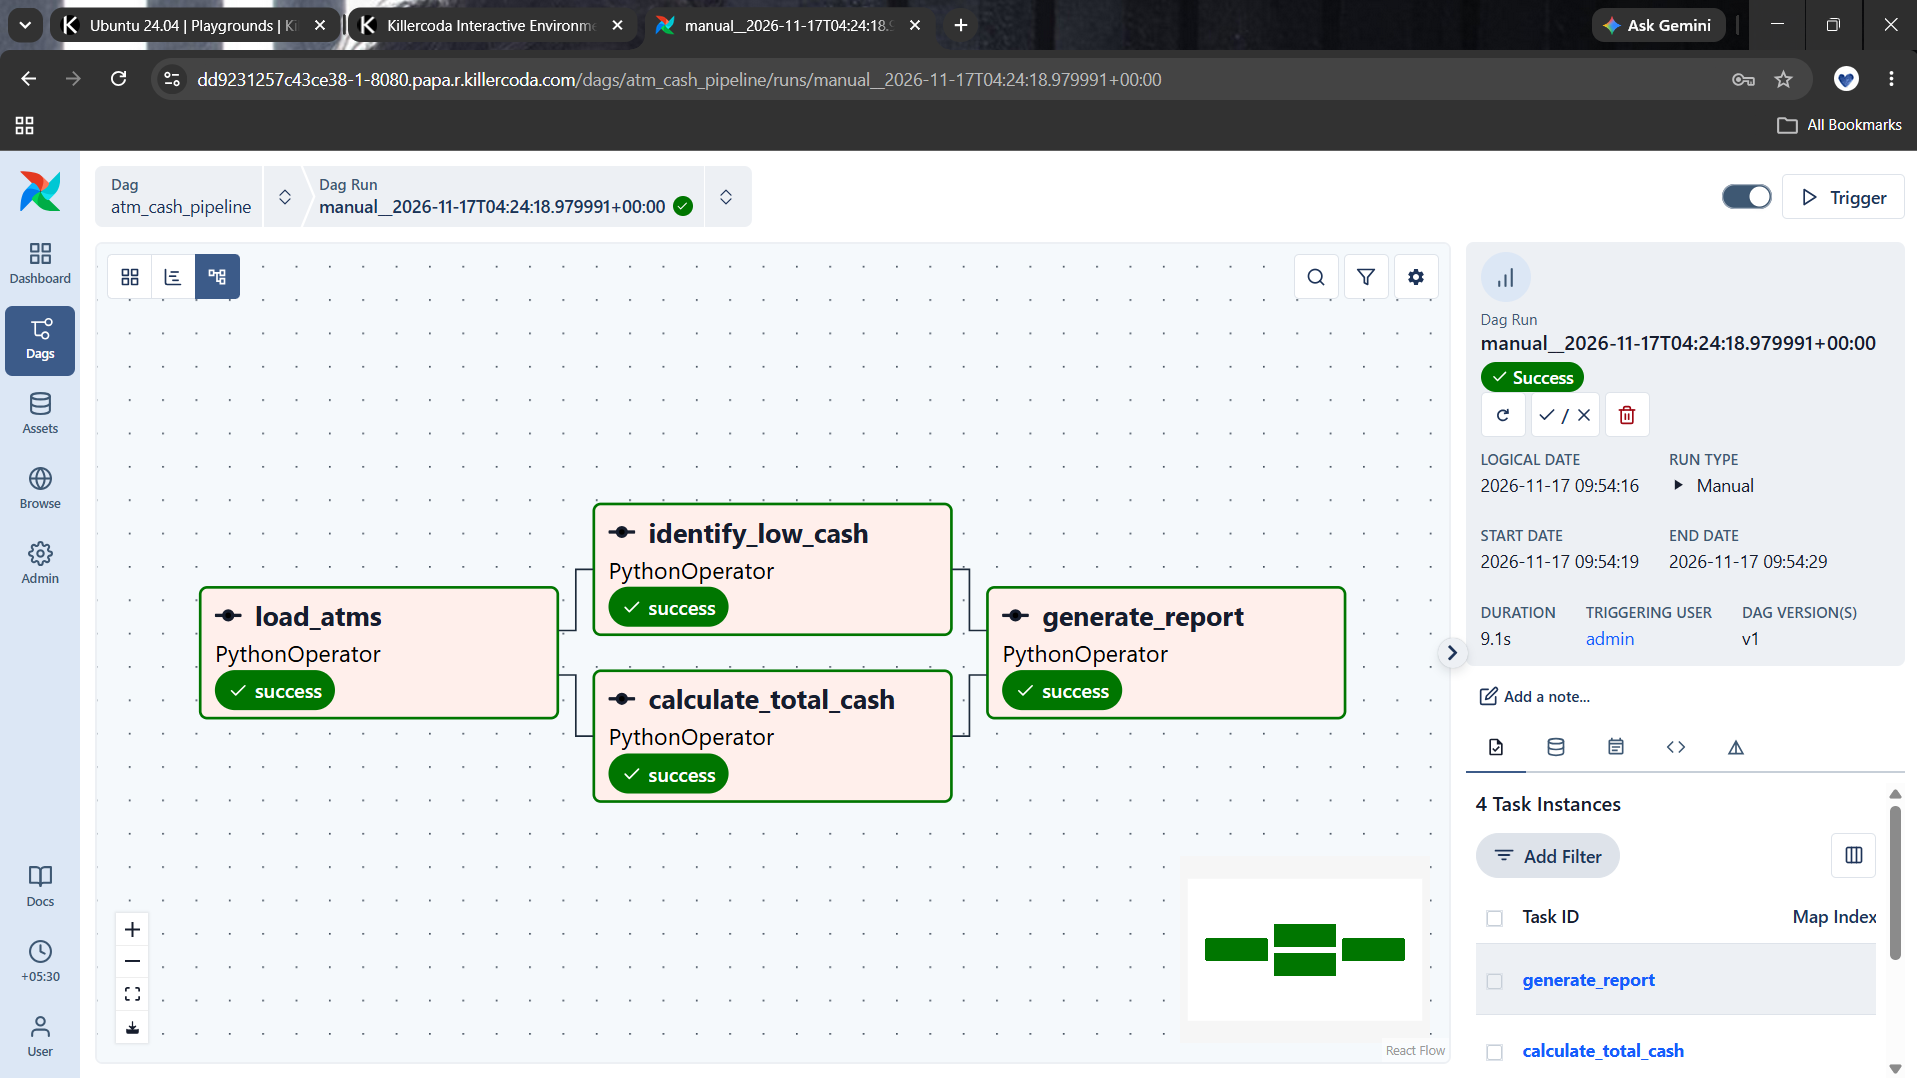 Ubuntu 24.04 | Playgrounds | Ki
Killercoda Interactive Environme
manual__2026-11-17T04:24:18.9
Ask Gemini
dd9231257c43ce38-1-8080.papa.r.killercoda.com/dags/atm_cash_pipeline/runs/manual__2026-11-17T04:24:18.979991+00:00
All Bookmarks
Dag
atm_cash_pipeline
Dag Run
manual__2026-11-17T04:24:18.979991+00:00
Trigger
Dashboard
Dags
Assets
Browse
Admin
Docs
+05:30
User
load_atms
PythonOperator
success
identify_low_cash
PythonOperator
success
calculate_total_cash
PythonOperator
success
generate_report
PythonOperator
success
React Flow
Dag Run
manual__2026-11-17T04:24:18.979991+00:00
Success
/
LOGICAL DATE
2026-11-17 09:54:16
RUN TYPE
Manual
START DATE
2026-11-17 09:54:19
END DATE
2026-11-17 09:54:29
DURATION
9.1s
TRIGGERING USER
admin
DAG VERSION(S)
v1
Add a note...
4 Task Instances
Add Filter
Task ID
Map Index
generate_report
calculate_total_cash